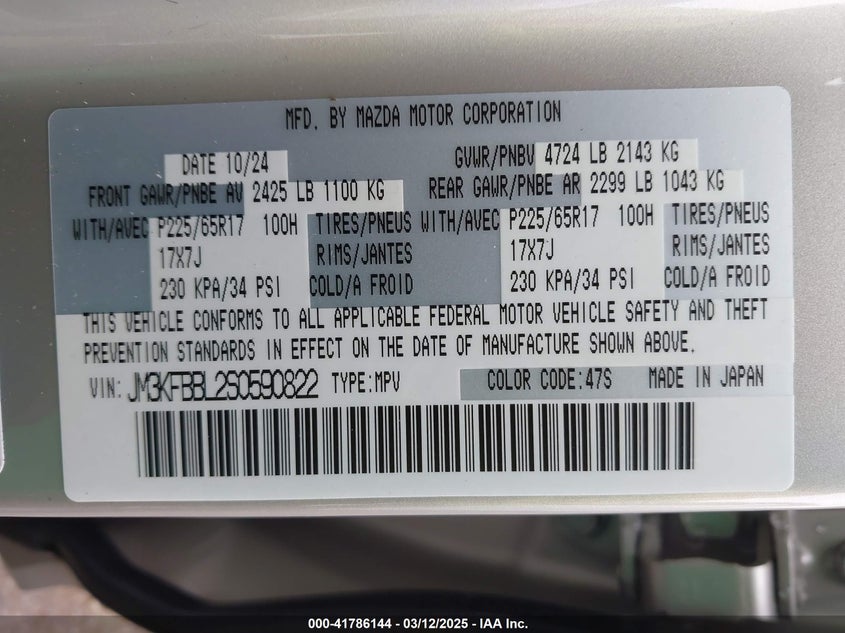 MFD. BY MAZDA MOTOR CORPORATION
DATE 10/24 GVWR/PNBV 4724 LB 2143 KG
FRONT GAWR/PNBE AV 2425 LB 1100 KG REAR GAWR/PNBE AR 2299 LB 1043 KG
WITH/AVEC P225/65R17 100H TIRES/PNEUS WITH/AVEC P225/65R17 100H TIRES/PNEUS
17X7J RIMS/JANTES 17X7J RIMS/JANTES
230 KPA/34 PSI COLD/A FROID 230 KPA/34 PSI COLD/A FROID
THIS VEHICLE CONFORMS TO ALL APPLICABLE FEDERAL MOTOR VEHICLE SAFETY AND THEFT
PREVENTION STANDARDS IN EFFECT ON THE DATE OF MANUFACTURE SHOWN ABOVE.
VIN: JM3KFBBL2S0590822 TYPE:MPV COLOR CODE:47S MADE IN JAPAN
000-41786144 - 03/12/2025 - IAA Inc.